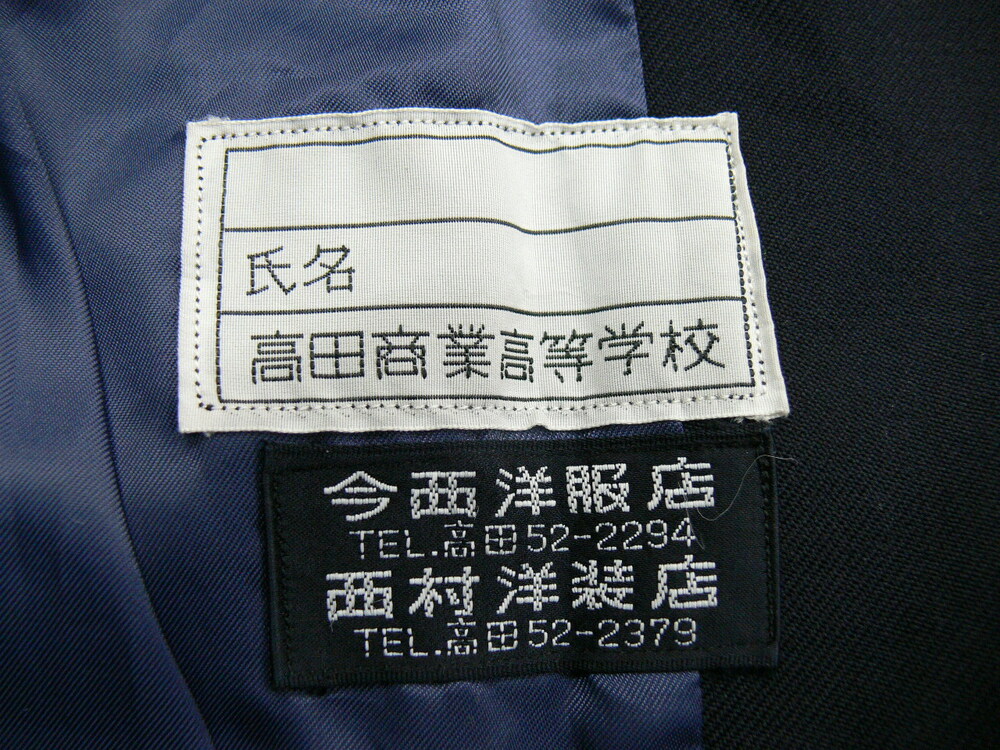 氏名
高田商業高等学校
今西洋服店
TEL.高田52-2294
西村洋装店
TEL.高田52-2379